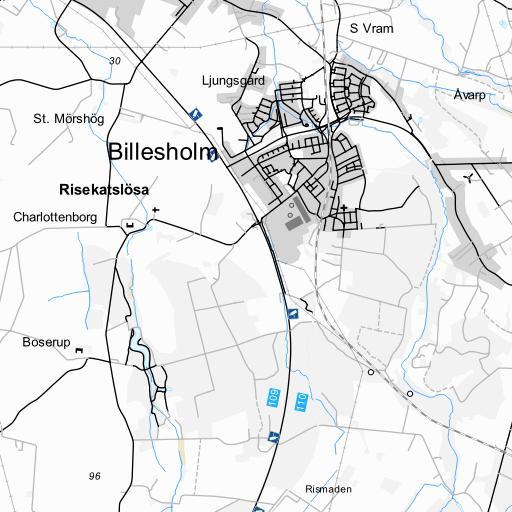 S Vram
30
Ljungsgård
Åvarp
St. Mörshög
Billesholm
Risekatslösa
Charlottenborg
Boserup
109
110
96
Rismaden